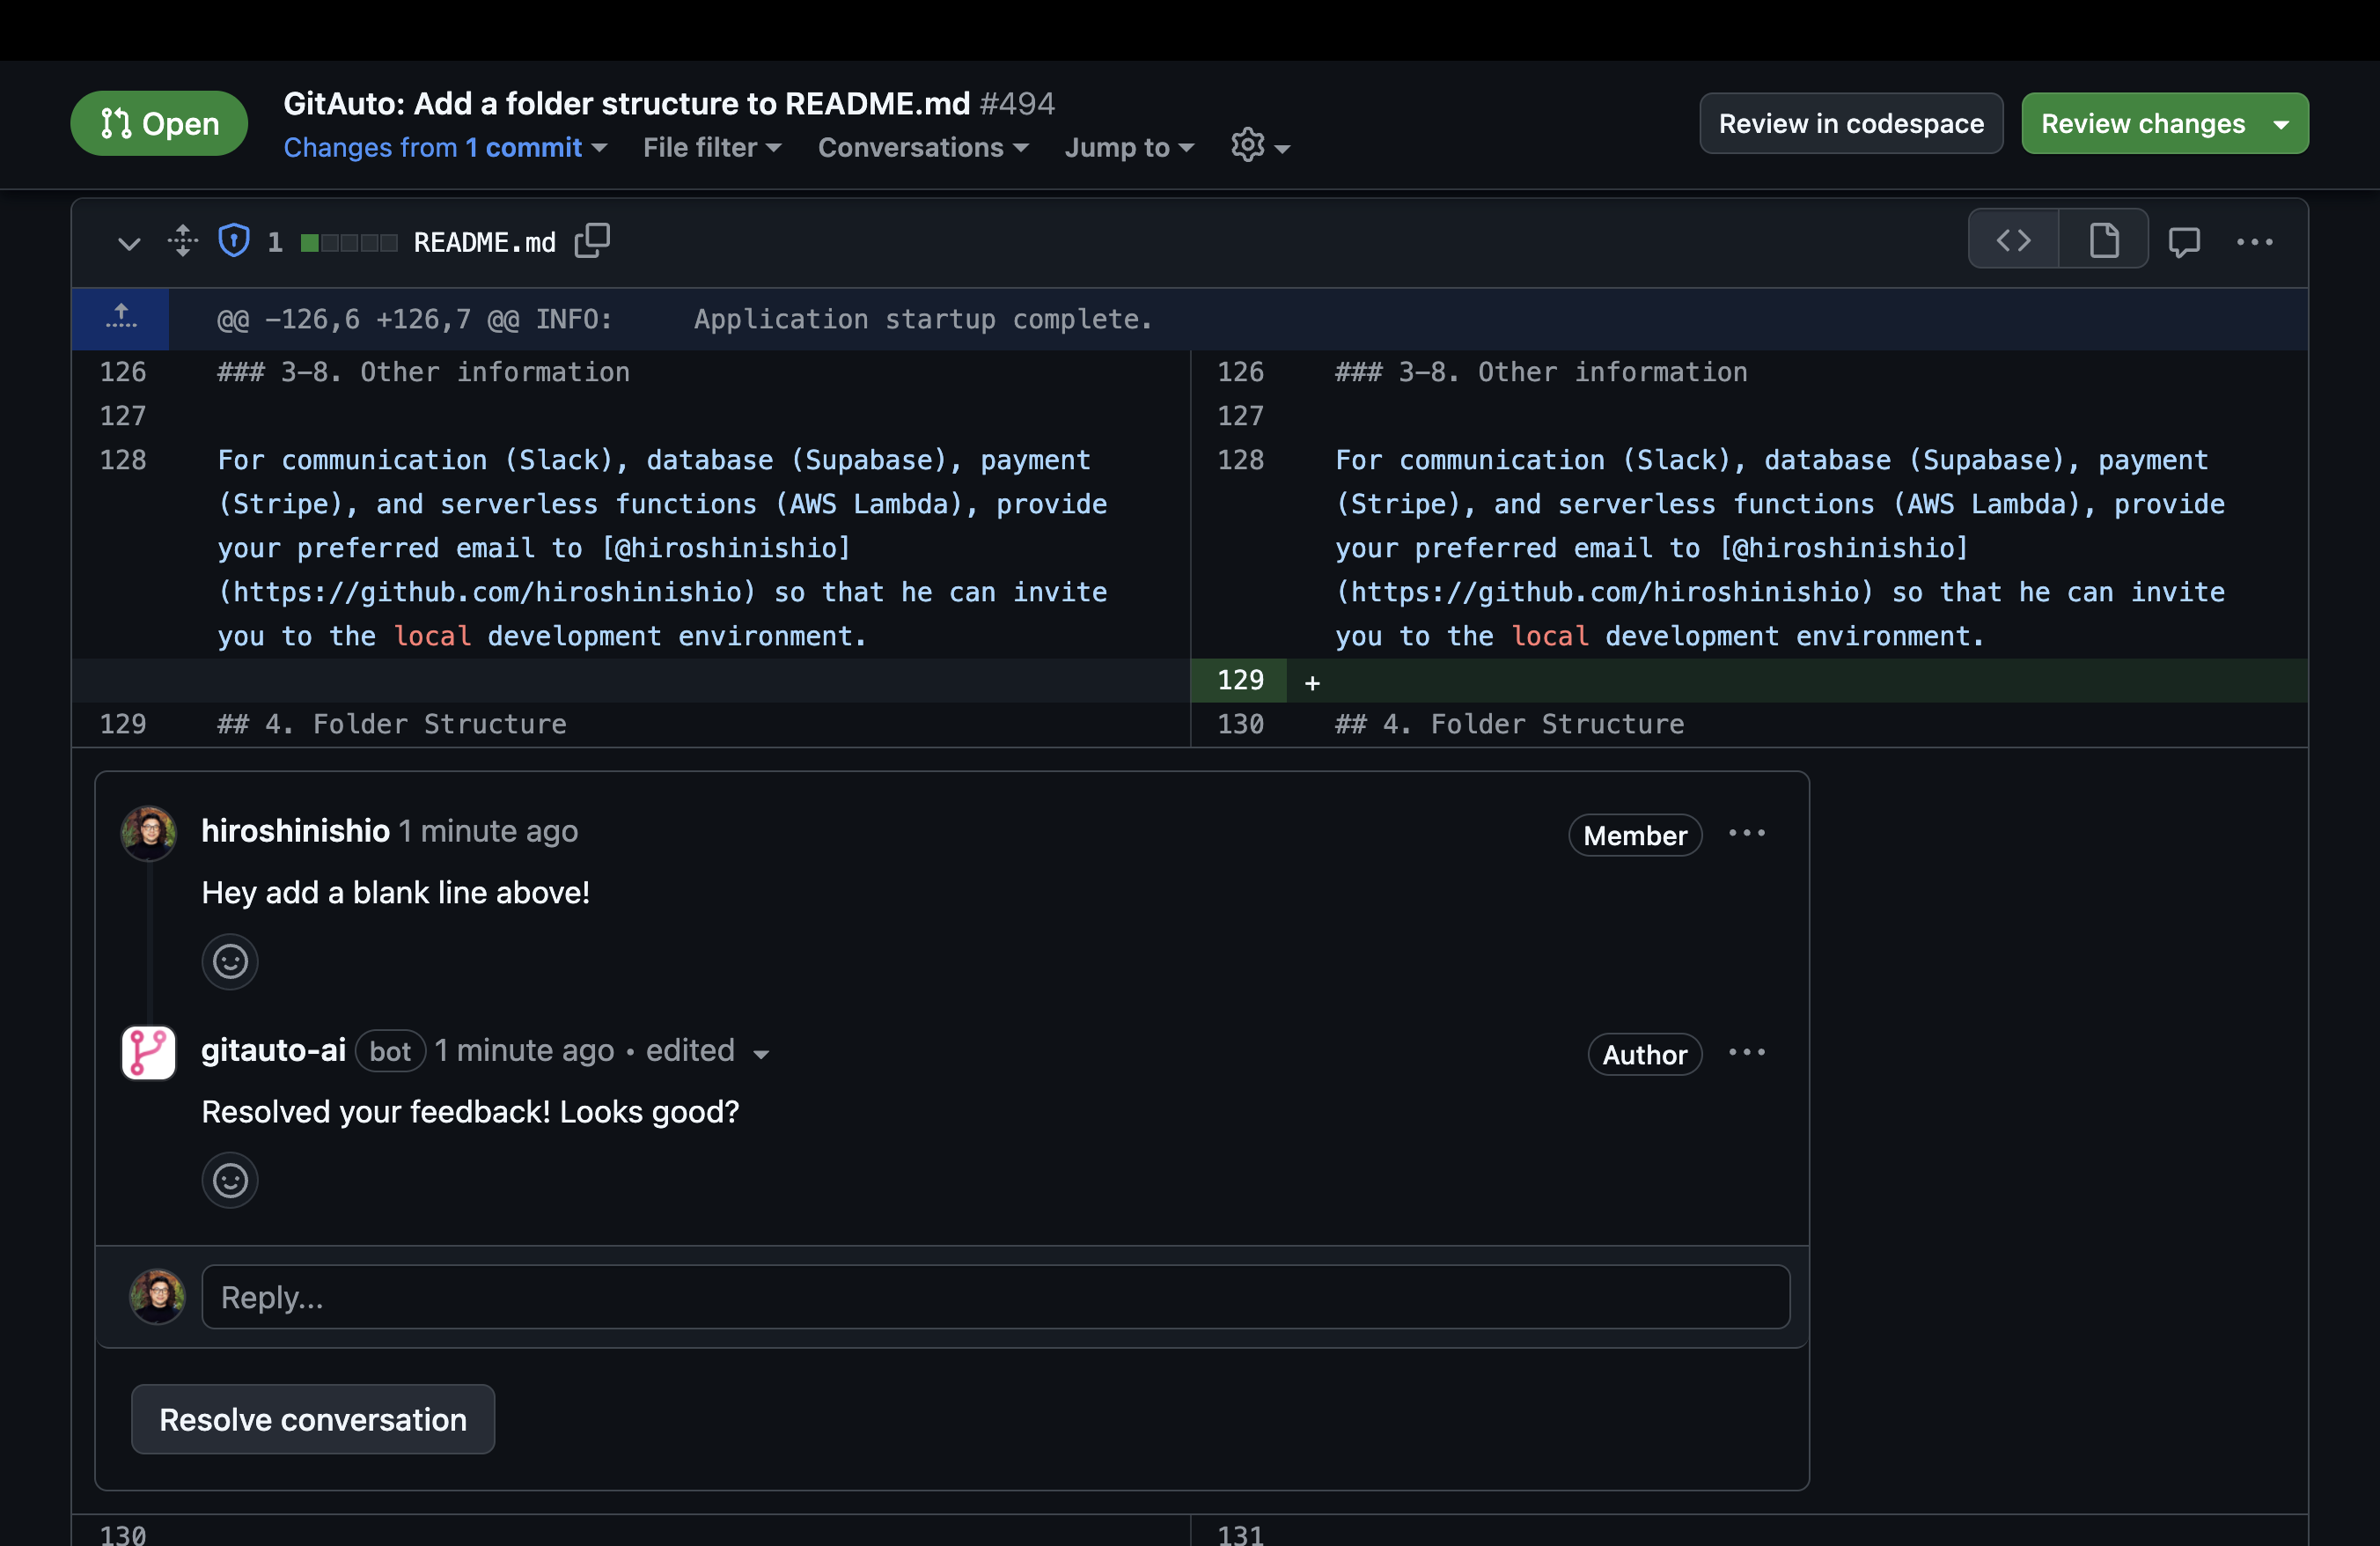 Open
GitAuto: Add a folder structure to README.md #494
Changes from 1 commit
File filter
Conversations
Jump to
Review in codespace
Review changes
1
README.md
@@ -126,6 +126,7 @@ INFO:     Application startup complete.
126 ### 3-8. Other information
127
128 For communication (Slack), database (Supabase), payment
(Stripe), and serverless functions (AWS Lambda), provide
your preferred email to [@hiroshinishio]
(https://github.com/hiroshinishio) so that he can invite
you to the local development environment.
129 ## 4. Folder Structure
126 ### 3-8. Other information
127
128 For communication (Slack), database (Supabase), payment
(Stripe), and serverless functions (AWS Lambda), provide
your preferred email to [@hiroshinishio]
(https://github.com/hiroshinishio) so that he can invite
you to the local development environment.
129 +
130 ## 4. Folder Structure
hiroshinishio 1 minute ago
Member
Hey add a blank line above!
gitauto-ai bot 1 minute ago • edited
Author
Resolved your feedback! Looks good?
Reply...
Resolve conversation
130
131